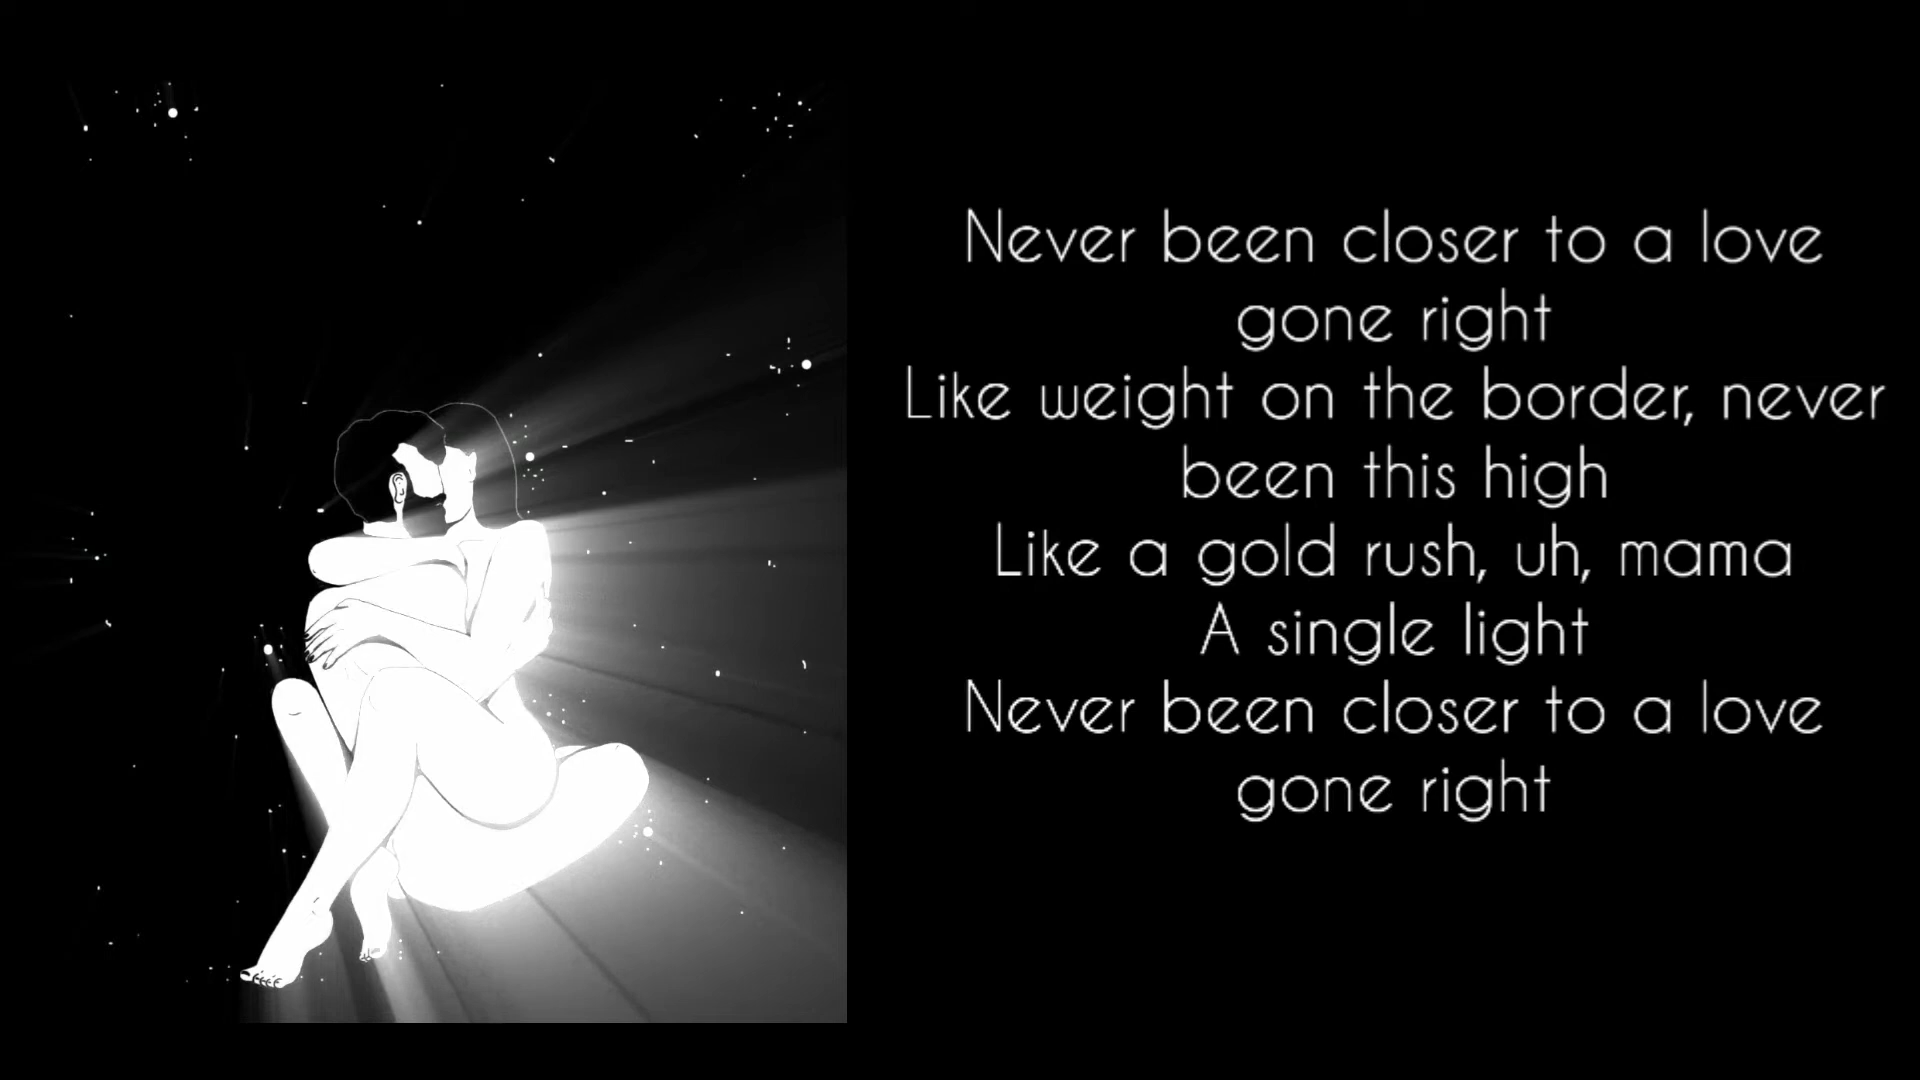 Never been closer to a love
gone right
Like weight on the border, never
been this high
Like a gold rush, uh, mama
A single light
Never been closer to a love
gone right